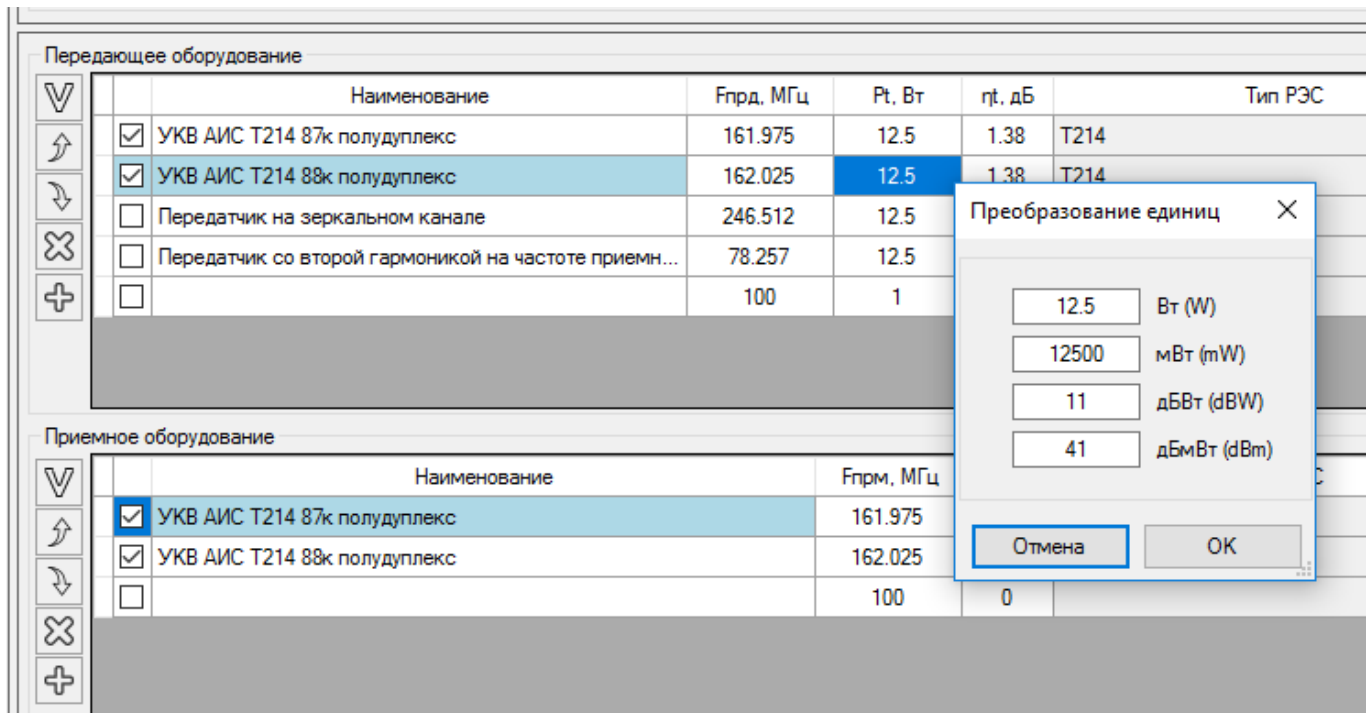 Передающее оборудование
Наименование Fпрд, МГц Pt, Вт ηt, дБ Тип РЭС
УКВ АИС Т214 87к полудуплекс 161.975 12.5 1.38 Т214
УКВ АИС Т214 88к полудуплекс 162.025 12.5 1.38 Т214
Передатчик на зеркальном канале 246.512 12.5
Передатчик со второй гармоникой на частоте приемн... 78.257 12.5
100 1
Преобразование единиц
12.5 Вт (W)
12500 мВт (mW)
11 дБВт (dBW)
41 дБмВт (dBm)
Отмена OK
Приемное оборудование
Наименование Fпрм, МГц
УКВ АИС Т214 87к полудуплекс 161.975
УКВ АИС Т214 88к полудуплекс 162.025
100 0